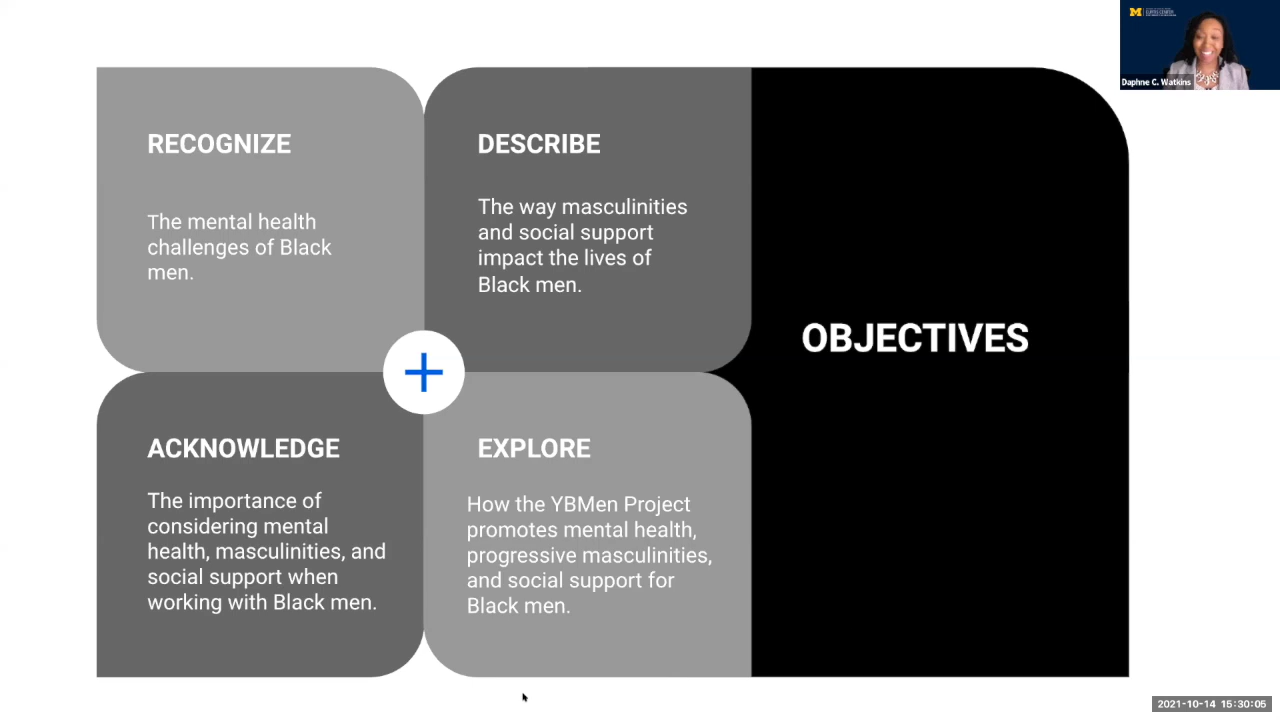 RECOGNIZE
The mental health
challenges of Black
men.
DESCRIBE
The way masculinities
and social support
impact the lives of
Black men.
ACKNOWLEDGE
The importance of
considering mental
health, masculinities, and
social support when
working with Black men.
EXPLORE
How the YBMen Project
promotes mental health,
progressive masculinities,
and social support for
Black men.
OBJECTIVES
M
Daphne C. Watkins
2021-10-14 15:30:05